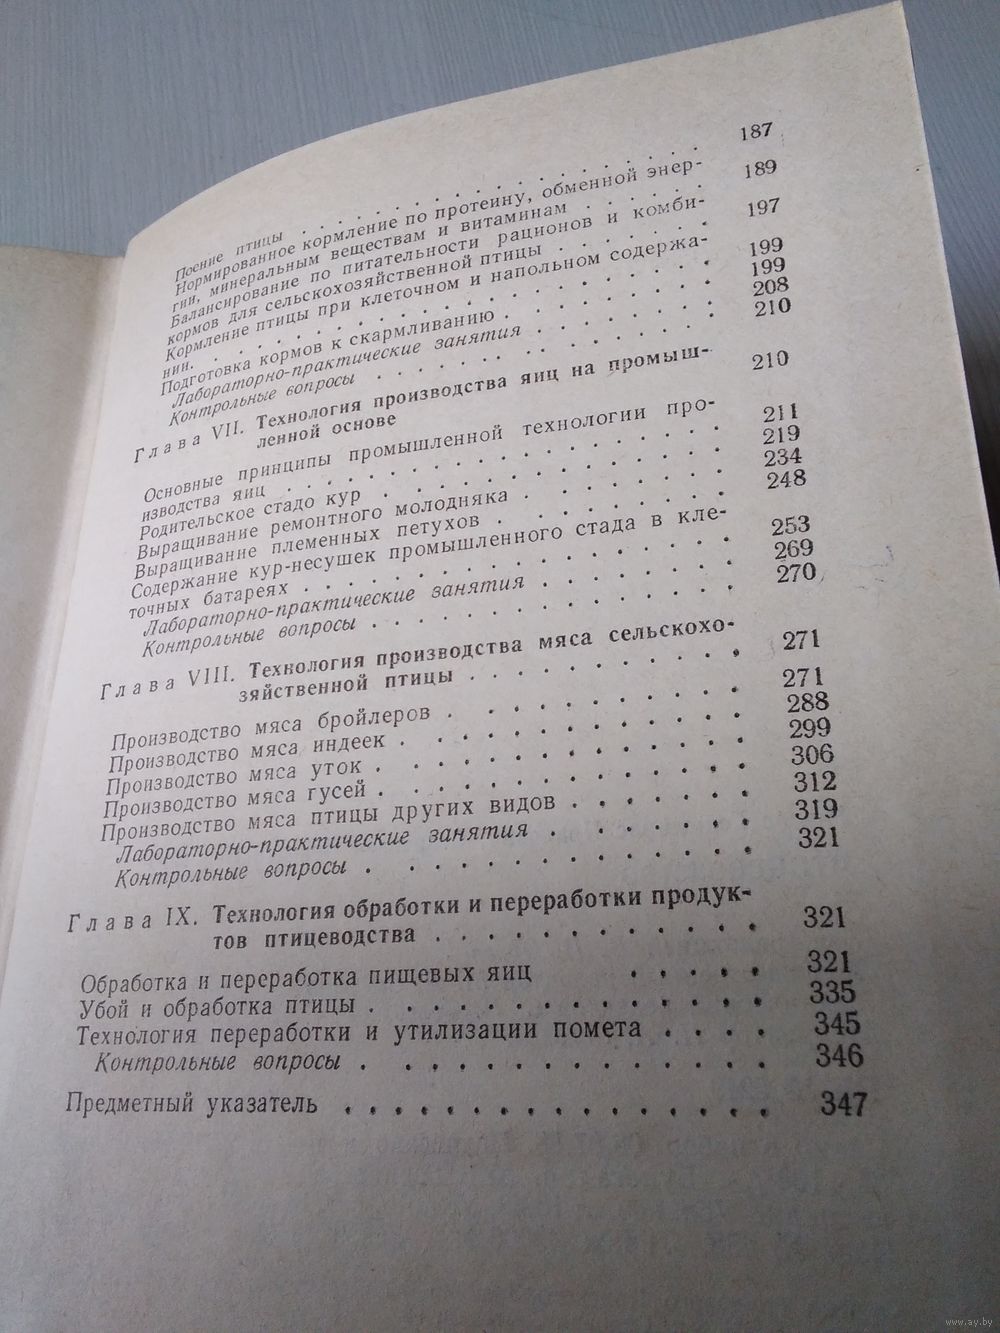 Поение птицы . . . . . . . . . . . . . . . . 187
Нормированное кормление по протеину, обменной энер-
гии, минеральным веществам и витаминам . . . . . 189
Балансирование по питательности рационов и комби-
кормов для сельскохозяйственной птицы . . . . . . 197
Кормление птицы при клеточном и напольном содержа-
нии. . . . . . . . . . . . . . . . . . 199
Подготовка кормов к скармливанию . . . . . . . . 199
Лабораторно-практические занятия . . . . . . . 208
Контрольные вопросы . . . . . . . . . . . . 210
Глава VII. Технология производства яиц на промыш-
ленной основе 210
Основные принципы промышленной технологии про-
изводства яиц . . . . . . . . . . . . . . . 211
Родительское стадо кур . . . . . . . . . . . . 219
Выращивание ремонтного молодняка . . . . . . . 234
Выращивание племенных петухов . . . . . . . . 248
Содержание кур-несушек промышленного стада в кле-
точных батареях . . . . . . . . . . . . . . 253
Лабораторно-практические занятия . . . . . . . 269
Контрольные вопросы . . . . . . . . . . . . 270
Глава VIII. Технология производства мяса сельскохо-
зяйственной птицы . . . . . . . . . . . 271
Производство мяса бройлеров . . . . . . . . . 271
Производство мяса индеек . . . . . . . . . . . 288
Производство мяса уток . . . . . . . . . . . . 299
Производство мяса гусей . . . . . . . . . . . . 306
Производство мяса птицы других видов . . . . . . . 312
Лабораторно-практические занятия . . . . . . . 319
Контрольные вопросы . . . . . . . . . . . . 321
Глава IX. Технология обработки и переработки продук-
тов птицеводства . . . . . . . . . . . . 321
Обработка и переработка пищевых яиц . . . . . 321
Убой и обработка птицы . . . . . . . . . . . . 335
Технология переработки и утилизации помета . . . . 345
Контрольные вопросы . . . . . . . . . . . . 346
Предметный указатель . . . . . . . . . . . . . . . . 347
www.ay.by